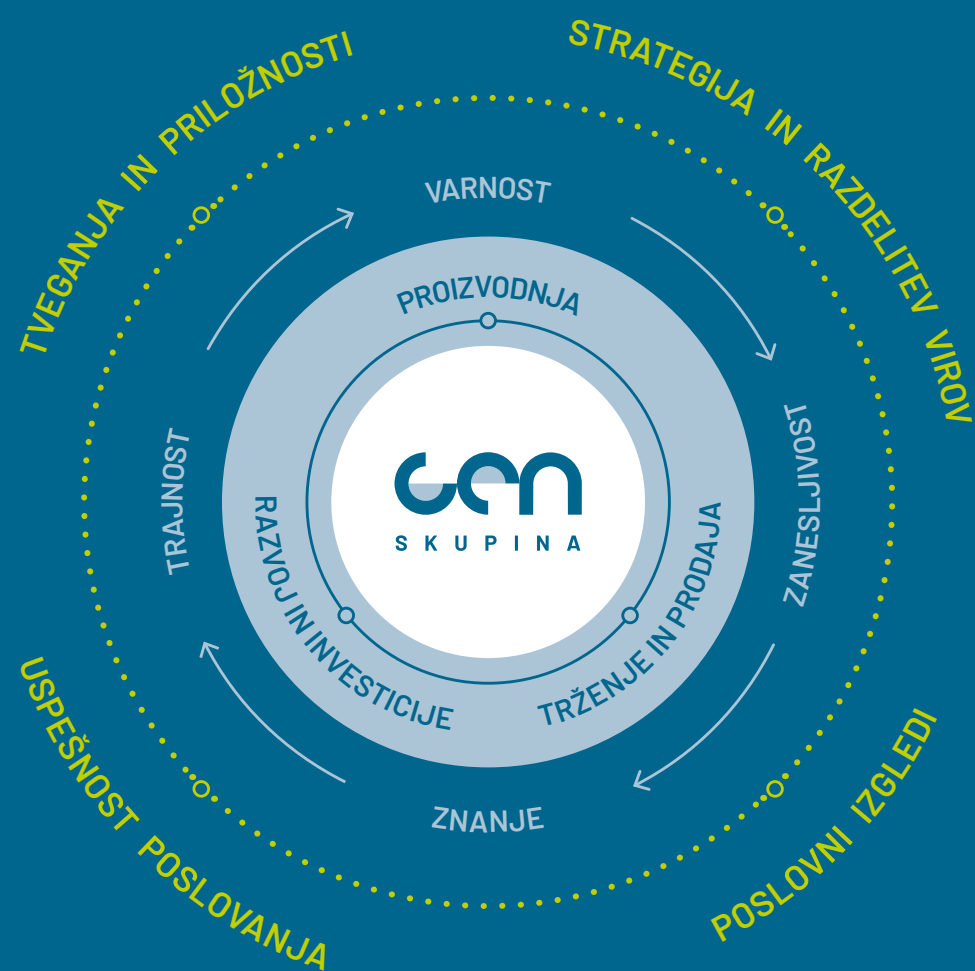 TVEGANJA IN PRILOŽNOSTI
STRATEGIJA IN RAZDELITEV VIROV
VARNOST
PROIZVODNJA
TRAJNOST
ZANESLJIVOST
gen
SKUPINA
RAZVOJ IN INVESTICIJE
TRŽENJE IN PRODAJA
ZNANJE
USPEŠNOST POSLOVANJA
POSLOVNI IZGLEDI